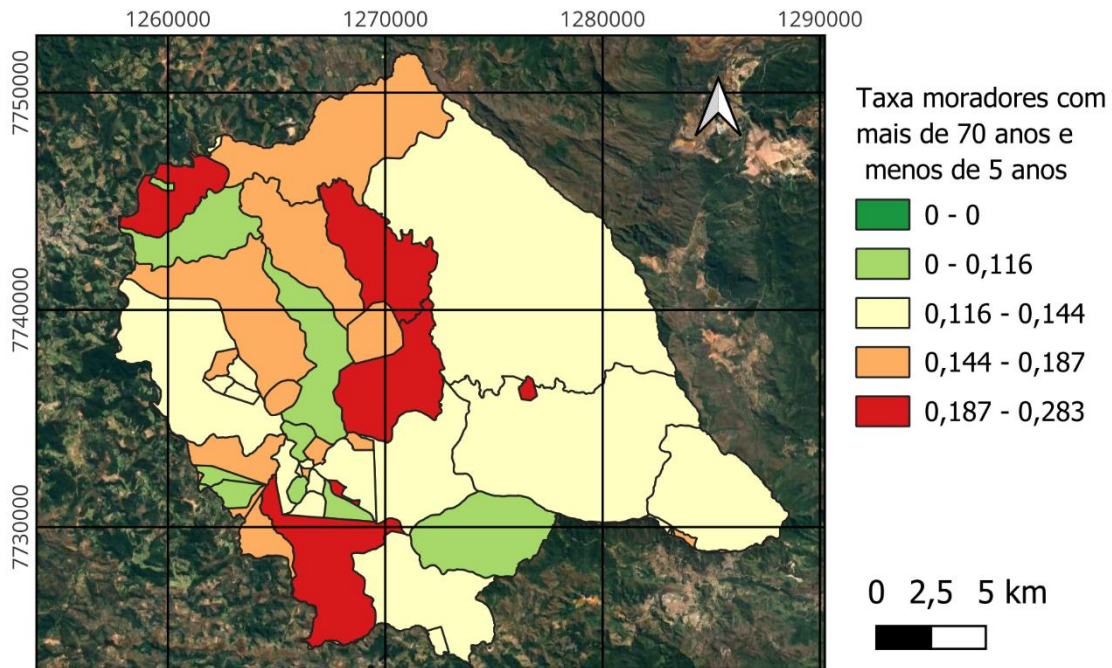 1260000 1270000 1280000 1290000
7750000
7740000
7730000
Taxa moradores com
mais de 70 anos e
menos de 5 anos
0 - 0
0 - 0,116
0,116 - 0,144
0,144 - 0,187
0,187 - 0,283
0 2,5 5 km